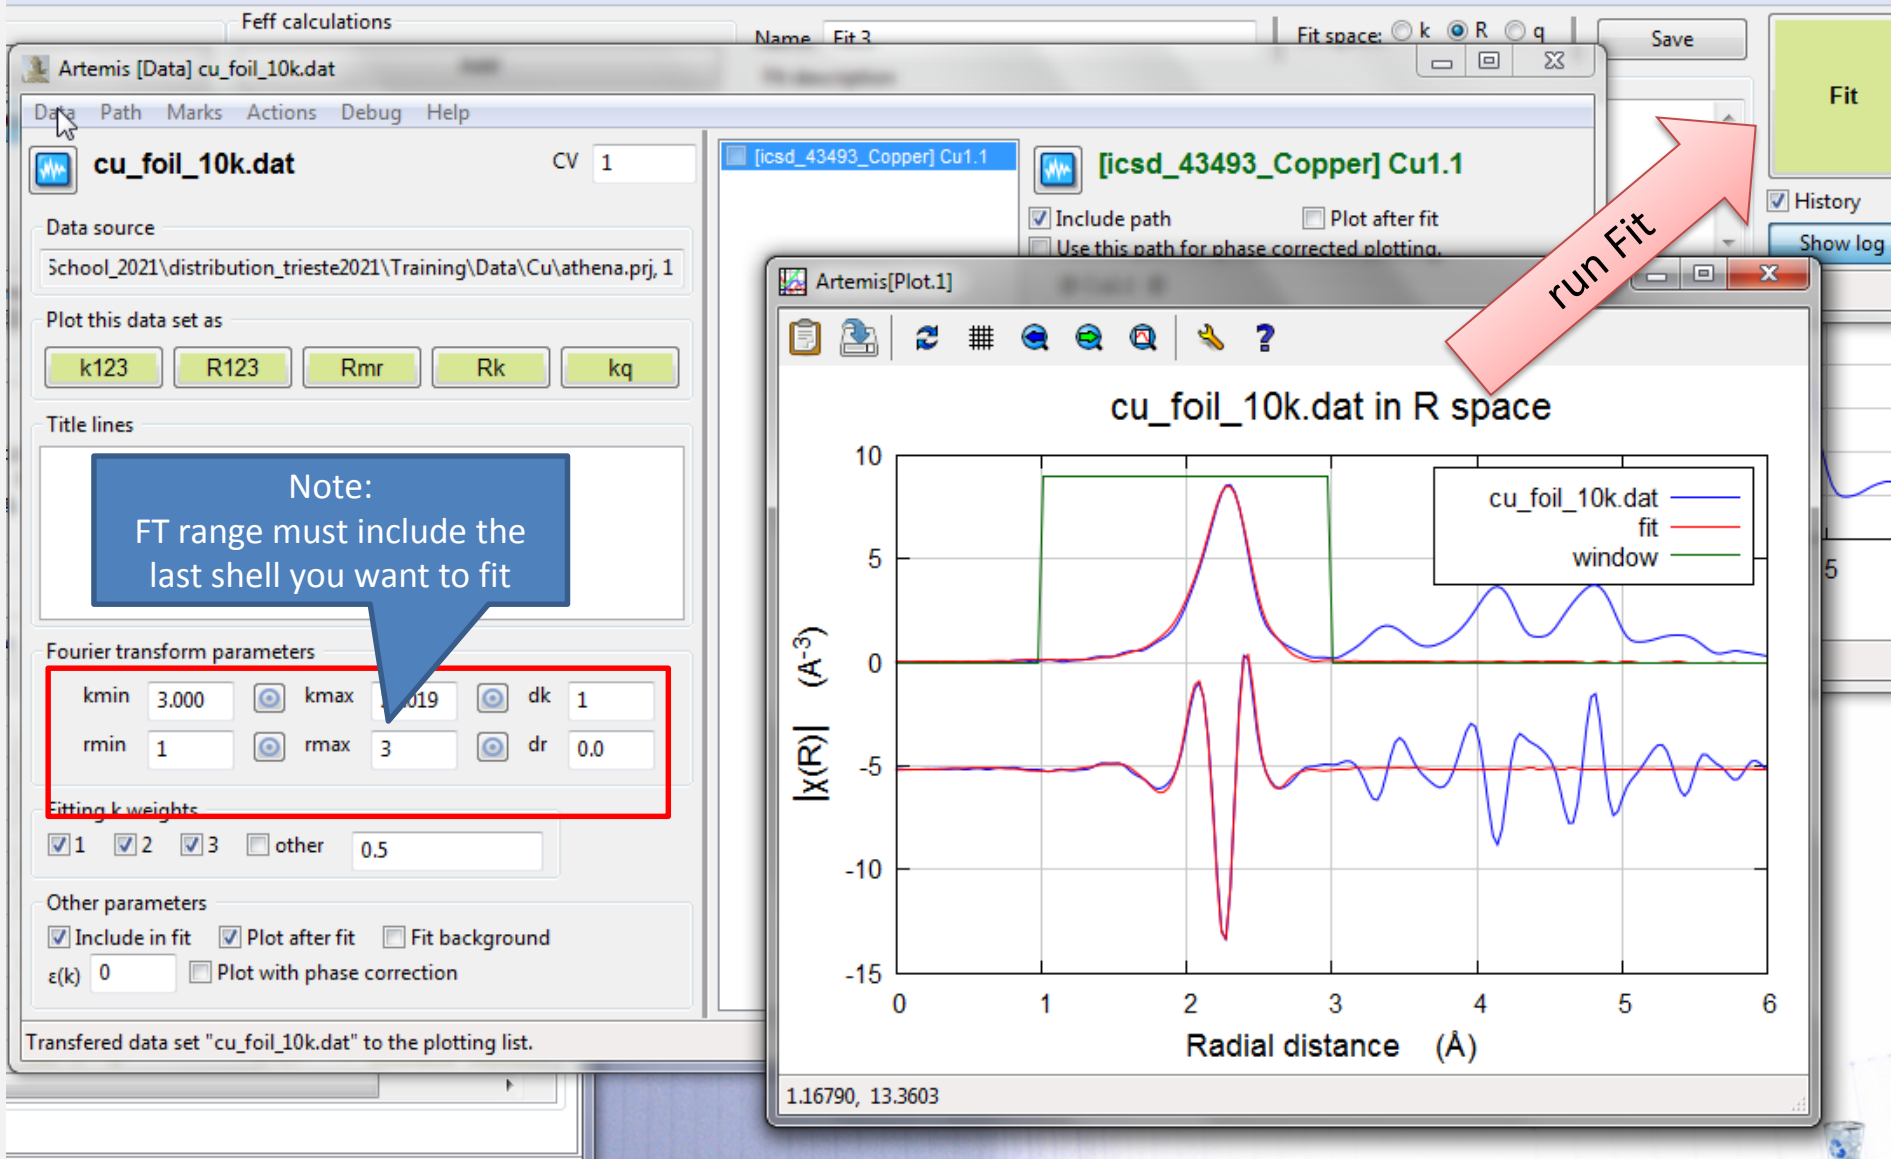 Feff calculations
Name Fit 3
Fit space: k R q
Save
Fit
History
Show log
Artemis [Data] cu_foil_10k.dat
Data Path Marks Actions Debug Help
cu_foil_10k.dat
CV 1
Data source
School_2021\distribution_trieste2021\Training\Data\Cu\athena.prj, 1
Plot this data set as
k123 R123 Rmr Rk kq
Title lines
Note:
FT range must include the
last shell you want to fit
Fourier transform parameters
kmin 3.000 kmax 019 dk 1
rmin 1 rmax 3 dr 0.0
Fitting k weights
1 2 3 other 0.5
Other parameters
Include in fit Plot after fit Fit background
ε(k) 0 Plot with phase correction
Transfered data set "cu_foil_10k.dat" to the plotting list.
[icsd_43493_Copper] Cu1.1
[icsd_43493_Copper] Cu1.1
Include path Plot after fit
Use this path for phase corrected plotting.
run Fit
Artemis[Plot.1]
cu_foil_10k.dat in R space
cu_foil_10k.dat
fit
window
10
5
0
-5
-10
-15
|χ(R)| (Å⁻³)
0 1 2 3 4 5 6
Radial distance (Å)
1.16790, 13.3603
5